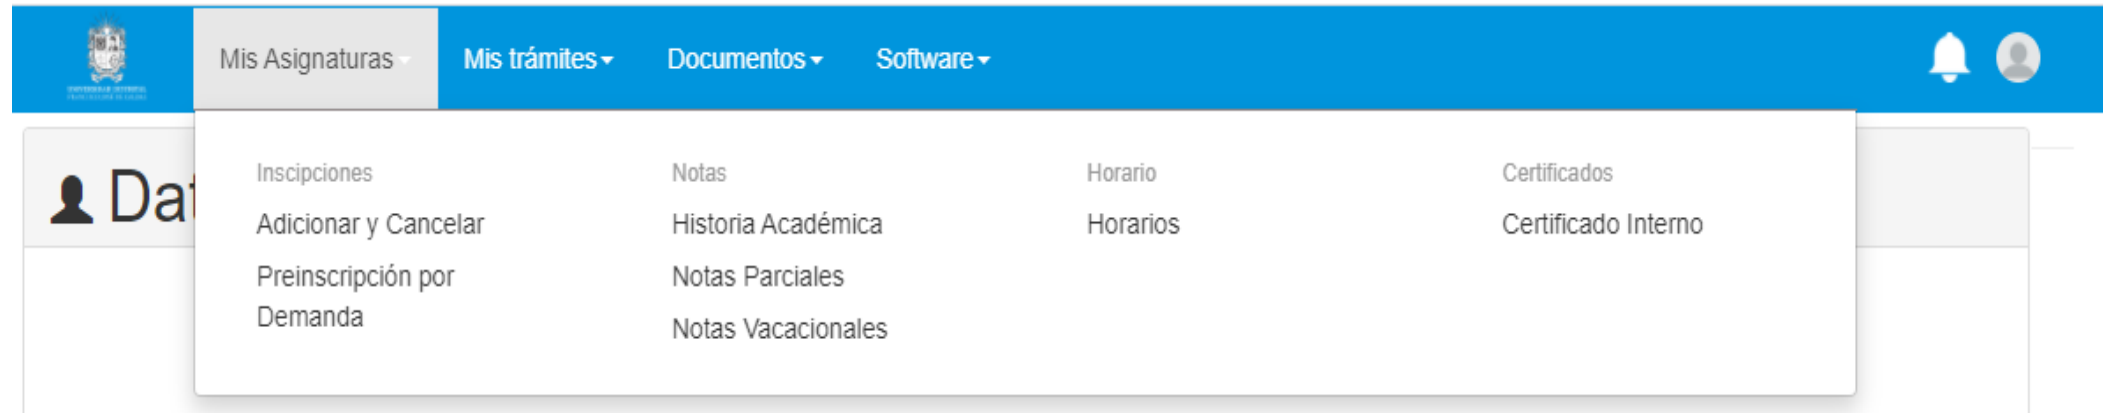 Mis Asignaturas
Mis trámites
Documentos
Software
Dat
Inscipciones
Adicionar y Cancelar
Preinscripción por
Demanda
Notas
Historia Académica
Notas Parciales
Notas Vacacionales
Horario
Horarios
Certificados
Certificado Interno